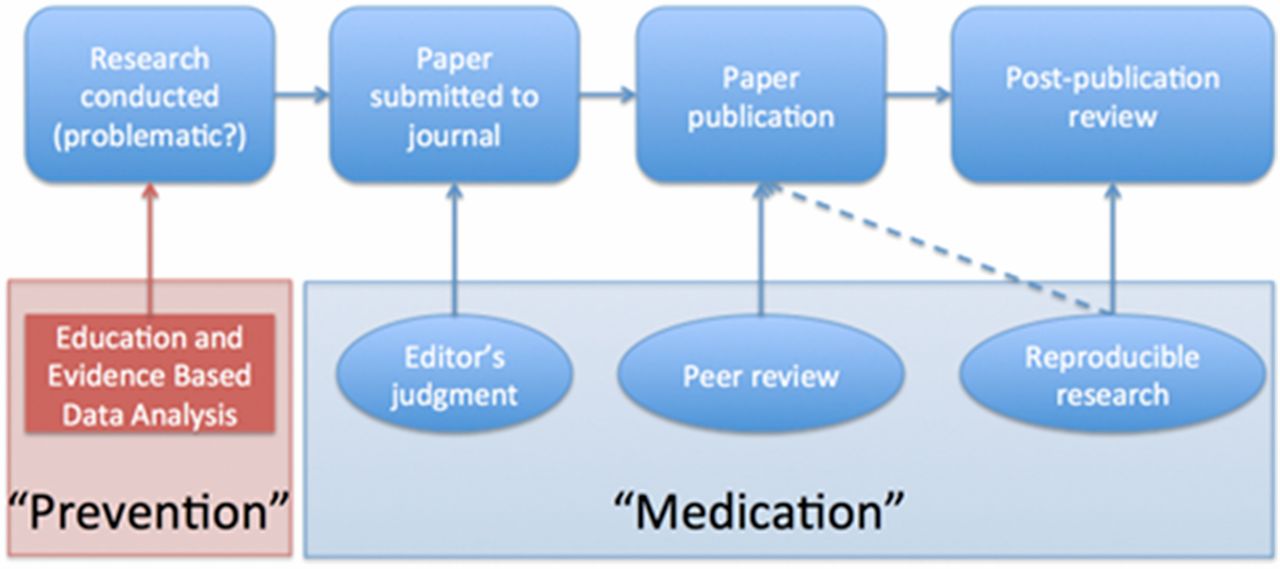 Research
conducted
(problematic?)
Paper
submitted to
journal
Paper
publication
Post-publication
review
Education and
Evidence Based
Data Analysis
Editor’s
judgment
Peer review
Reproducible
research
“Prevention”
“Medication”